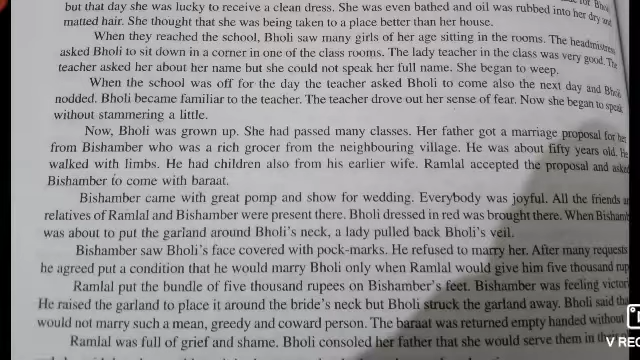 but that day she was lucky to receive a clean dress. She was even bathed and oil was rubbed into her dry and
matted hair. She thought that she was being taken to a place better than her house.
When they reached the school, Bholi saw many girls of her age sitting in the rooms. The headmistress
asked Bholi to sit down in a corner in one of the class rooms. The lady teacher in the class was very good. The
teacher asked her about her name but she could not speak her full name. She began to weep.
When the school was off for the day the teacher asked Bholi to come also the next day and Bholi
nodded. Bholi became familiar to the teacher. The teacher drove out her sense of fear. Now she began to speak
without stammering a little.
Now, Bholi was grown up. She had passed many classes. Her father got a marriage proposal for her
from Bishamber who was a rich grocer from the neighbouring village. He was about fifty years old. He
walked with limbs. He had children also from his earlier wife. Ramlal accepted the proposal and asked
Bishamber to come with baraat.
Bishamber came with great pomp and show for wedding. Everybody was joyful. All the friends a
relatives of Ramlal and Bishamber were present there. Bholi dressed in red was brought there. When Bisham
was about to put the garland around Bholi's neck, a lady pulled back Bholi's veil.
Bishamber saw Bholi's face covered with pock-marks. He refused to marry her. After many requests
he agreed put a condition that he would marry Bholi only when Ramlal would give him five thousand rup
Ramlal put the bundle of five thousand rupees on Bishamber's feet. Bishamber was feeling victor
He raised the garland to place it around the bride's neck but Bholi struck the garland away. Bholi said tha
would not marry such a mean, greedy and coward person. The baraat was returned empty handed without
Ramlal was full of grief and shame. Bholi consoled her father that she would serve them in their
V REC